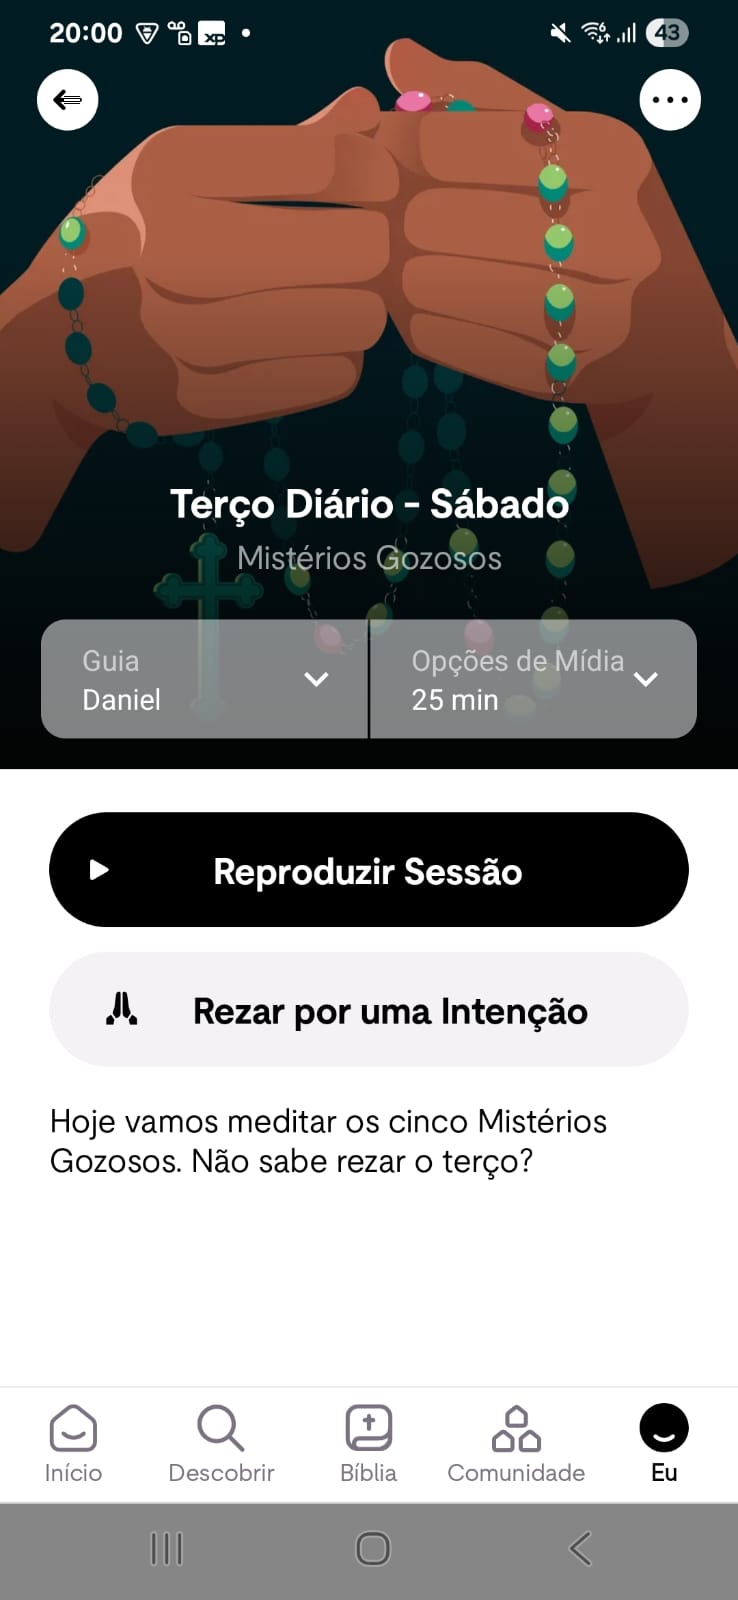 20:00
43
Terço Diário - Sábado
Mistérios Gozosos
Guia
Daniel
Opções de Mídia
25 min
Reproduzir Sessão
Rezar por uma Intenção
Hoje vamos meditar os cinco Mistérios
Gozosos. Não sabe rezar o terço?
Início
Descobrir
Bíblia
Comunidade
Eu